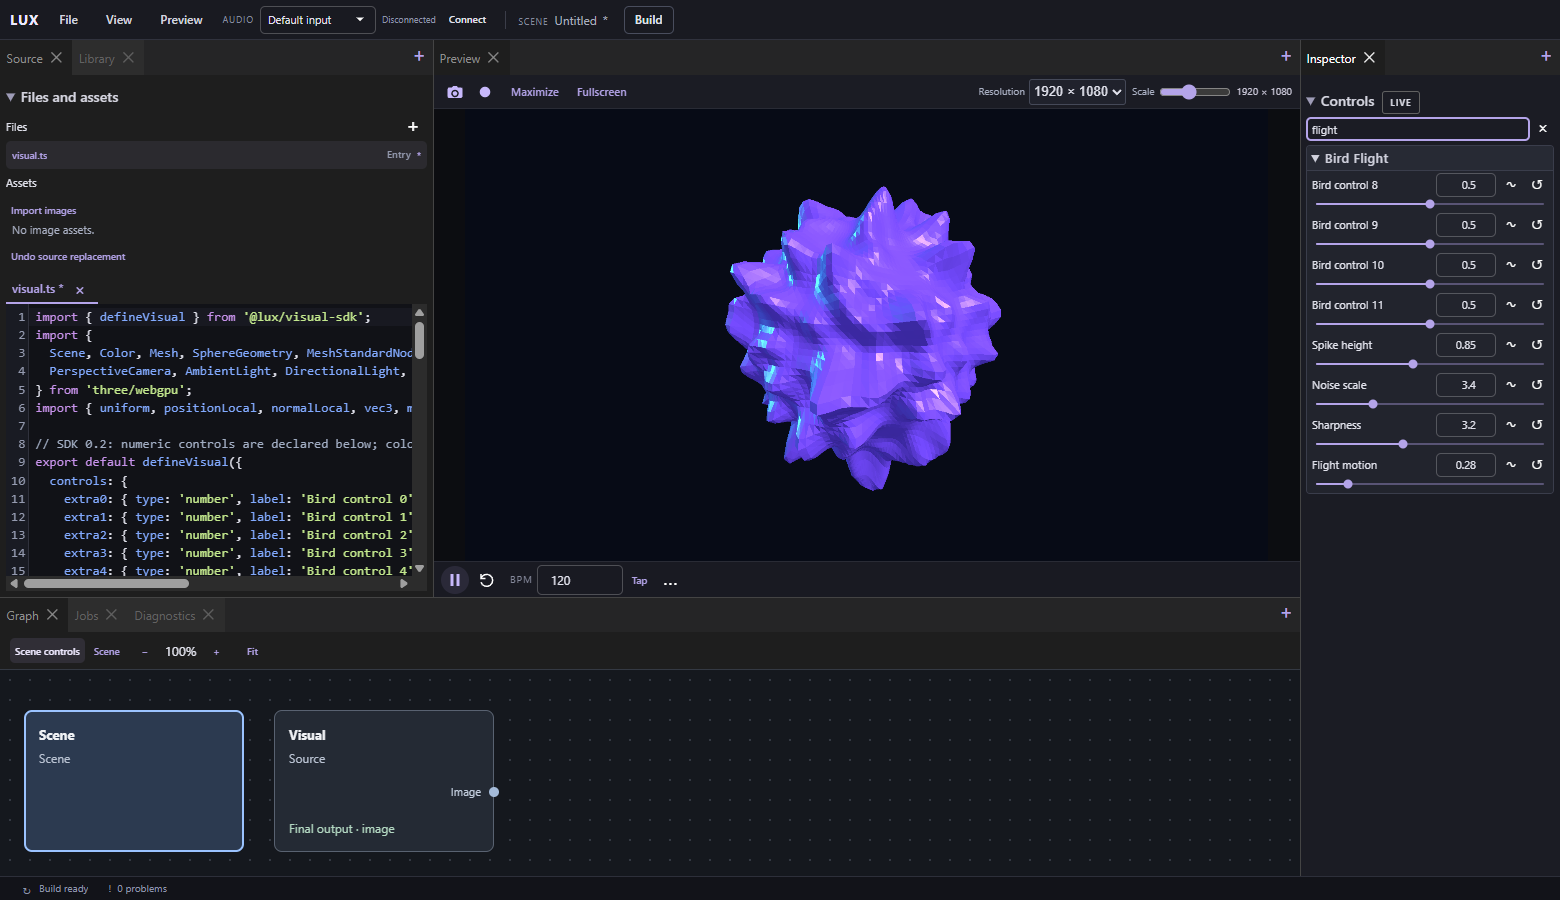 LUX File View Preview AUDIO Default input Disconnected Connect SCENE Untitled * Build
Source Library
Files and assets
Files
visual.ts Entry *
Assets
Import images
No image assets.
Undo source replacement
visual.ts *
1 import { defineVisual } from '@lux/visual-sdk';
2 import {
3 Scene, Color, Mesh, SphereGeometry, MeshStandardNod
4 PerspectiveCamera, AmbientLight, DirectionalLight,
5 } from 'three/webgpu';
6 import { uniform, positionLocal, normalLocal, vec3, m
7
8 // SDK 0.2: numeric controls are declared below; colo
9 export default defineVisual({
10 controls: {
11 extra0: { type: 'number', label: 'Bird control 0'
12 extra1: { type: 'number', label: 'Bird control 1'
13 extra2: { type: 'number', label: 'Bird control 2'
14 extra3: { type: 'number', label: 'Bird control 3'
15 extra4: { type: 'number', label: 'Bird control 4'
Preview
Maximize Fullscreen Resolution 1920 × 1080 Scale 1920 × 1080
BPM 120 Tap ...
Inspector
Controls LIVE
flight
Bird Flight
Bird control 8 0.5
Bird control 9 0.5
Bird control 10 0.5
Bird control 11 0.5
Spike height 0.85
Noise scale 3.4
Sharpness 3.2
Flight motion 0.28
Graph Jobs Diagnostics
Scene controls Scene − 100% + Fit
Scene
Scene
Visual
Source
Image
Final output · image
Build ready ! 0 problems